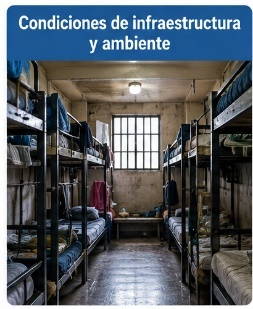 Condiciones de infraestructura
y ambiente